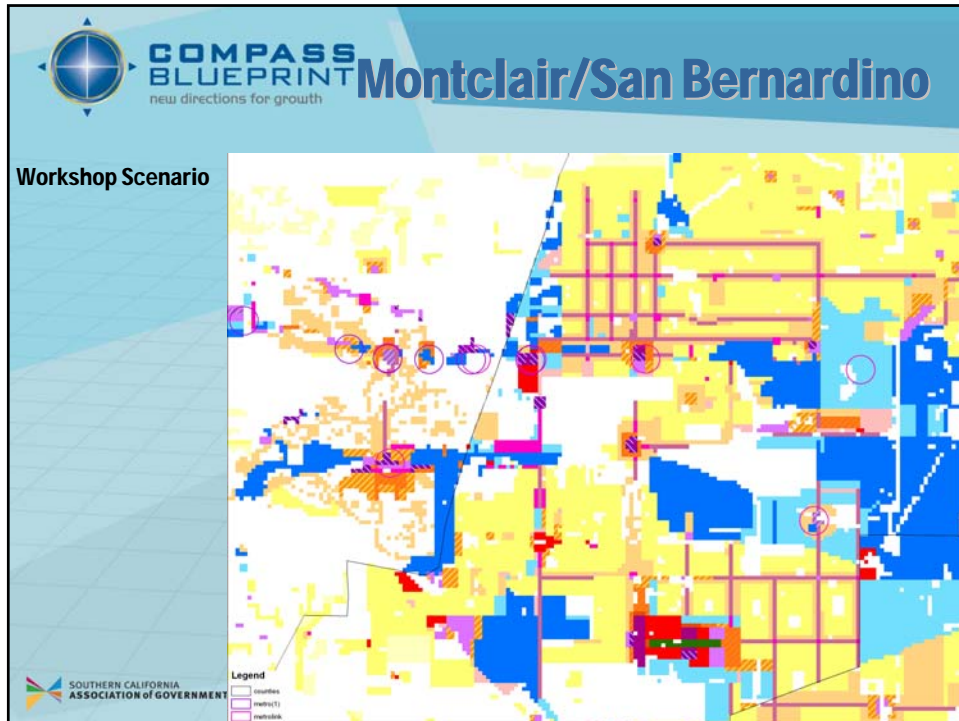 COMPASS
BLUEPRINT
new directions for growth
Montclair/San Bernardino
Workshop Scenario
Legend
counties
metro(1)
metrolink
SOUTHERN CALIFORNIA
ASSOCIATION of GOVERNMENT